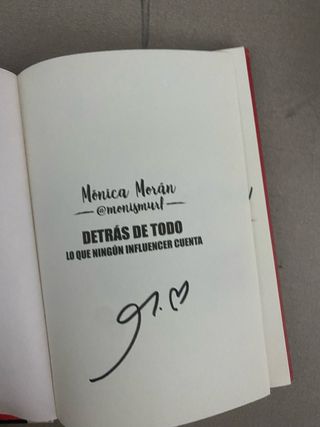 Mónica Morán
@monismurf
DETRÁS DE TODO
LO QUE NINGÚN INFLUENCER CUENTA